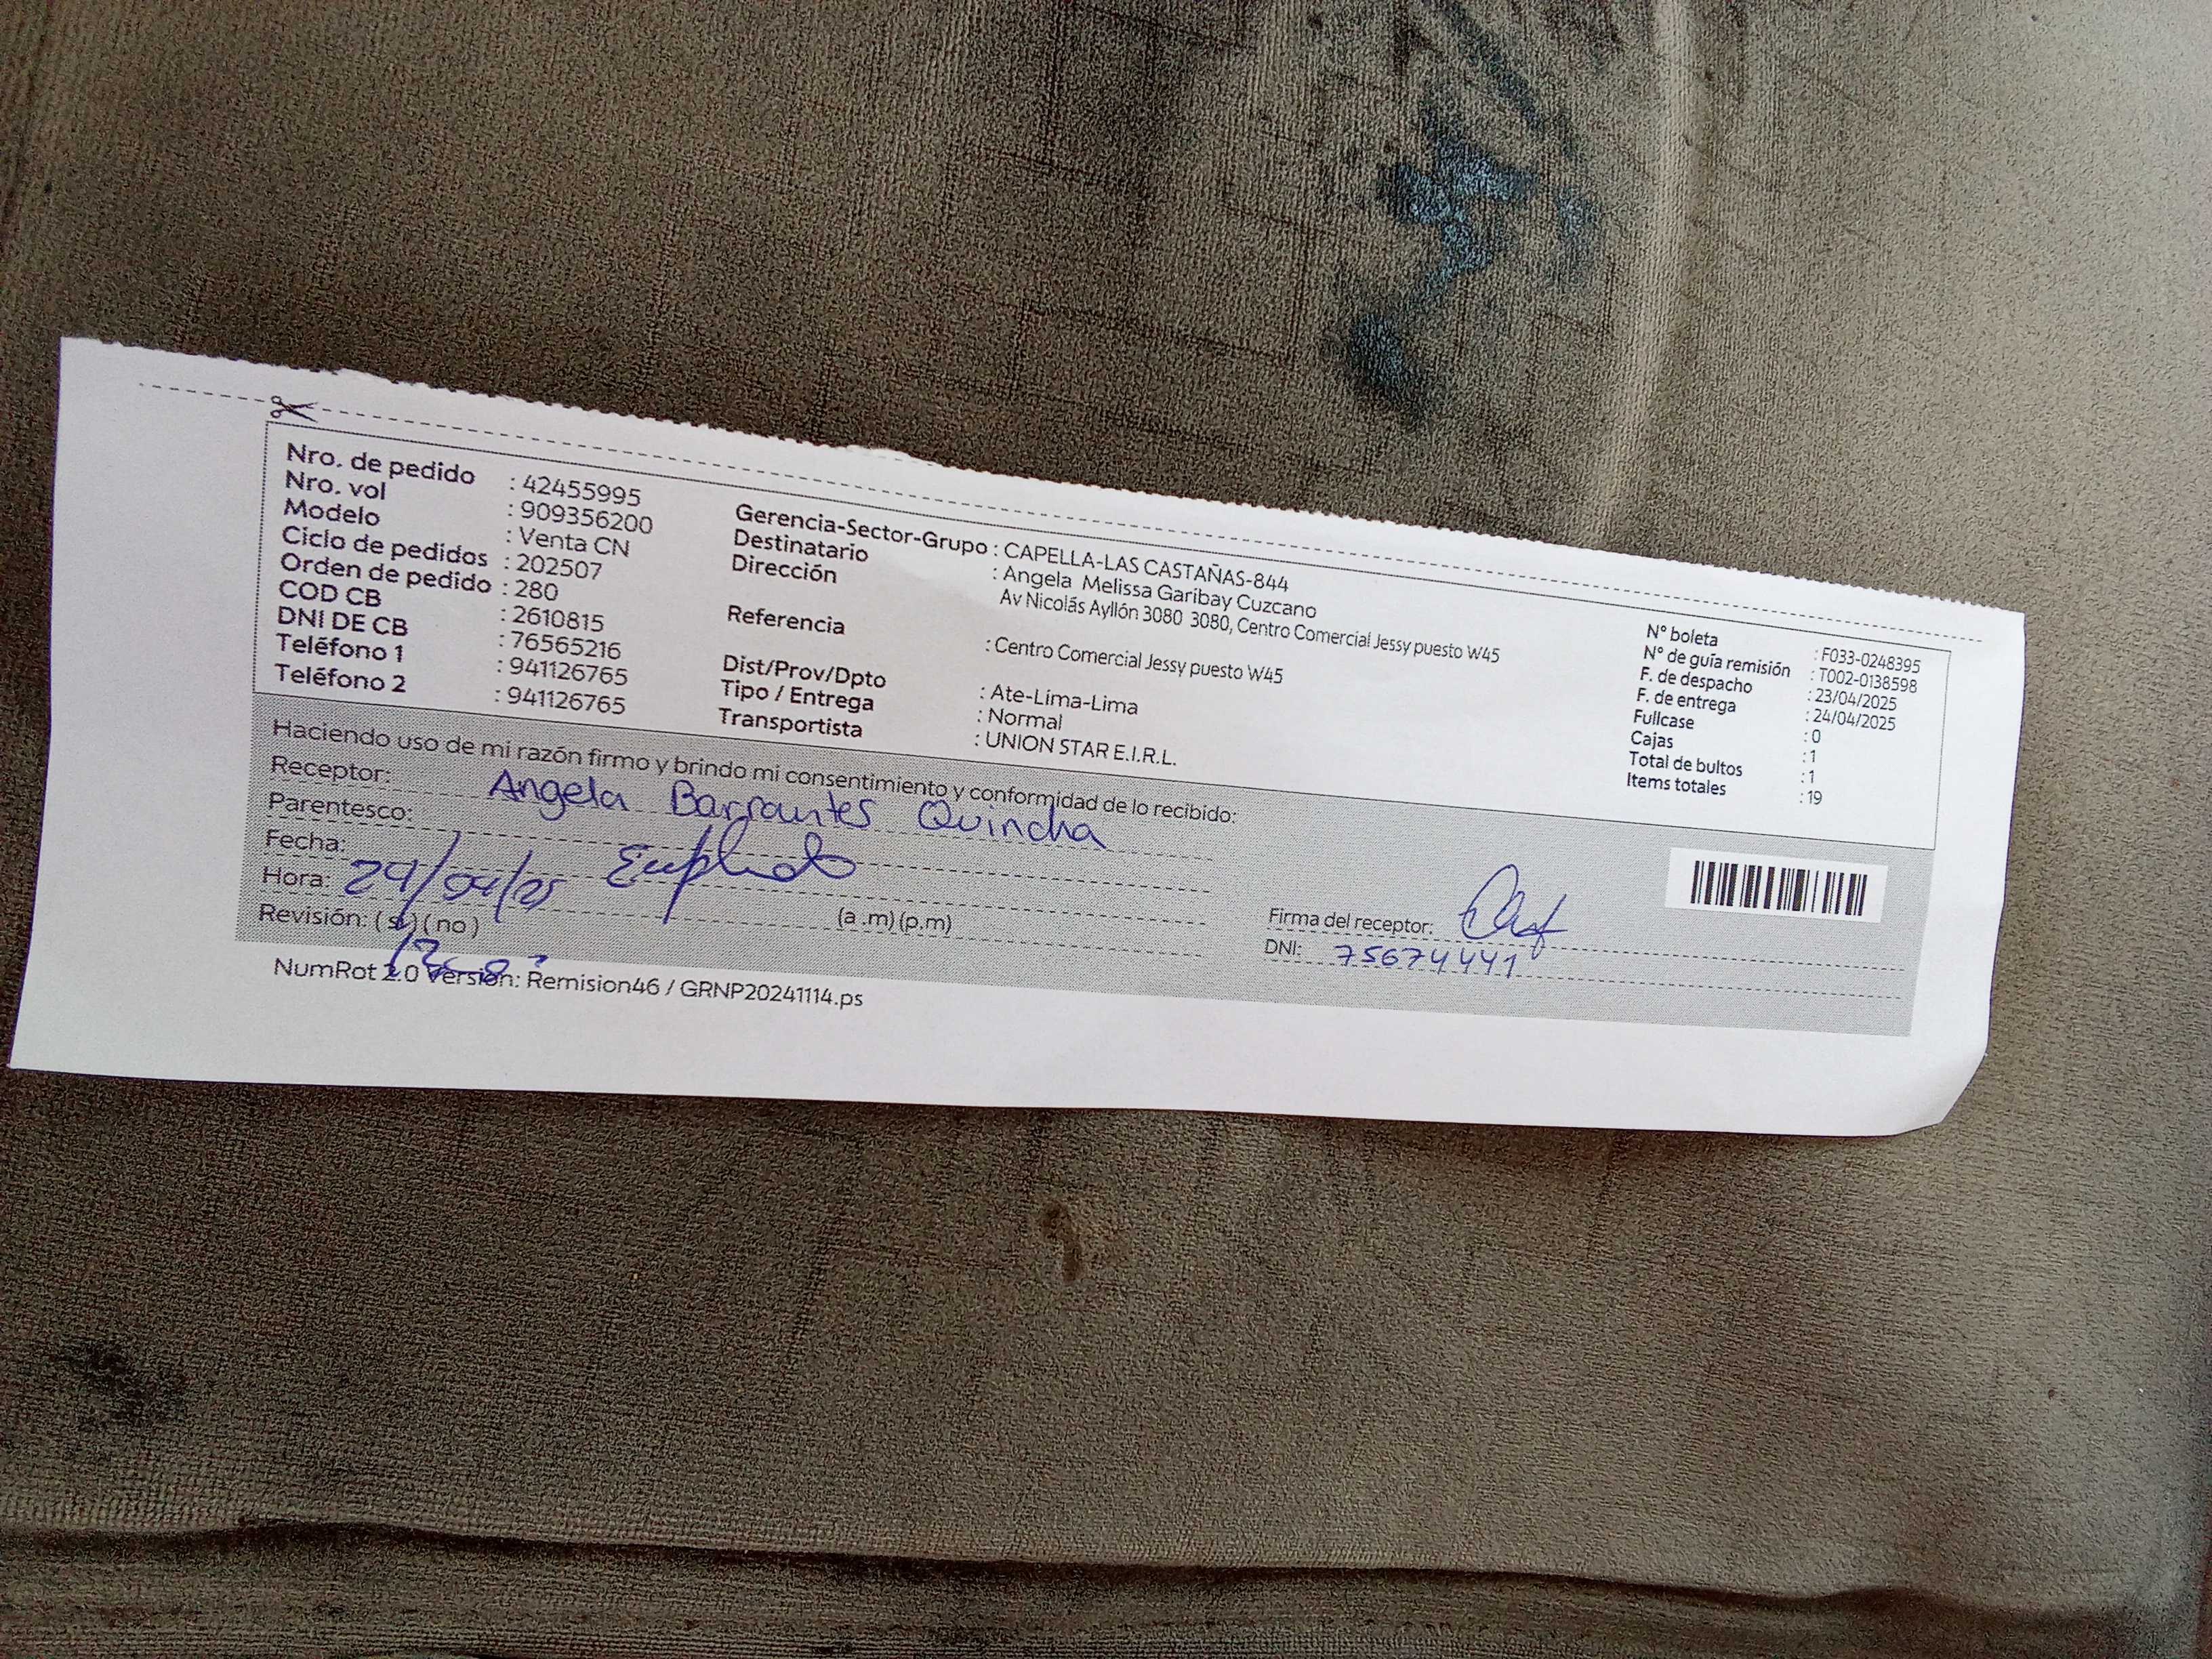 Nro. de pedido : 42455995
Nro. vol : 909356200
Modelo : Venta CN
Ciclo de pedidos : 202507
Orden de pedido : 280
COD CB : 2610815
DNI DE CB : 76565216
Teléfono 1 : 941126765
Teléfono 2 : 941126765
Gerencia-Sector-Grupo : CAPELLA-LAS CASTAÑAS-844
Destinatario : Angela Melissa Garibay Cuzcano
Dirección Av Nicolás Ayllón 3080 3080, Centro Comercial Jessy puesto W45
Referencia : Centro Comercial Jessy puesto W45
Dist/Prov/Dpto : Ate-Lima-Lima
Tipo / Entrega : Normal
Transportista : UNION STAR E.I.R.L.
N° boleta : F033-0248395
N° de guía remisión : T002-0138598
F. de despacho : 23/04/2025
F. de entrega : 24/04/2025
Fullcase : 0
Cajas : 1
Total de bultos : 1
Items totales : 19
Haciendo uso de mi razón firmo y brindo mi consentimiento y conformidad de lo recibido:
Receptor: Angela Barrantes Quincha
Parentesco:
Fecha: 24/04/25
Hora: (a .m) (p.m)
Revisión: ( si ) ( no )
Firma del receptor:
DNI: 75674441
NumRot 2.0 Versión: Remision46 / GRNP20241114.ps